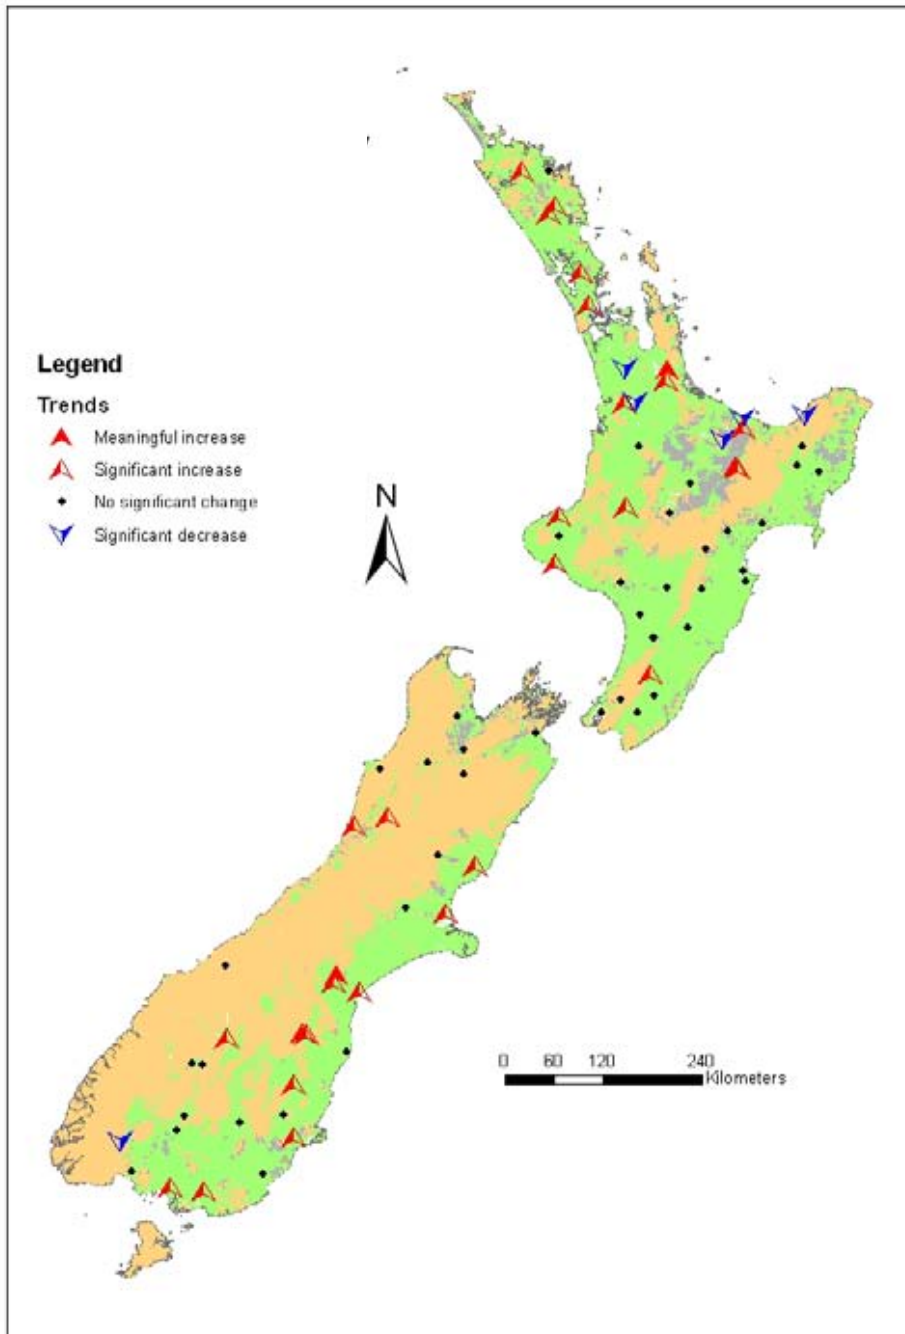 Legend
Trends
Meaningful increase
Significant increase
No significant change
Significant decrease
N
0 60 120 240
Kilometers